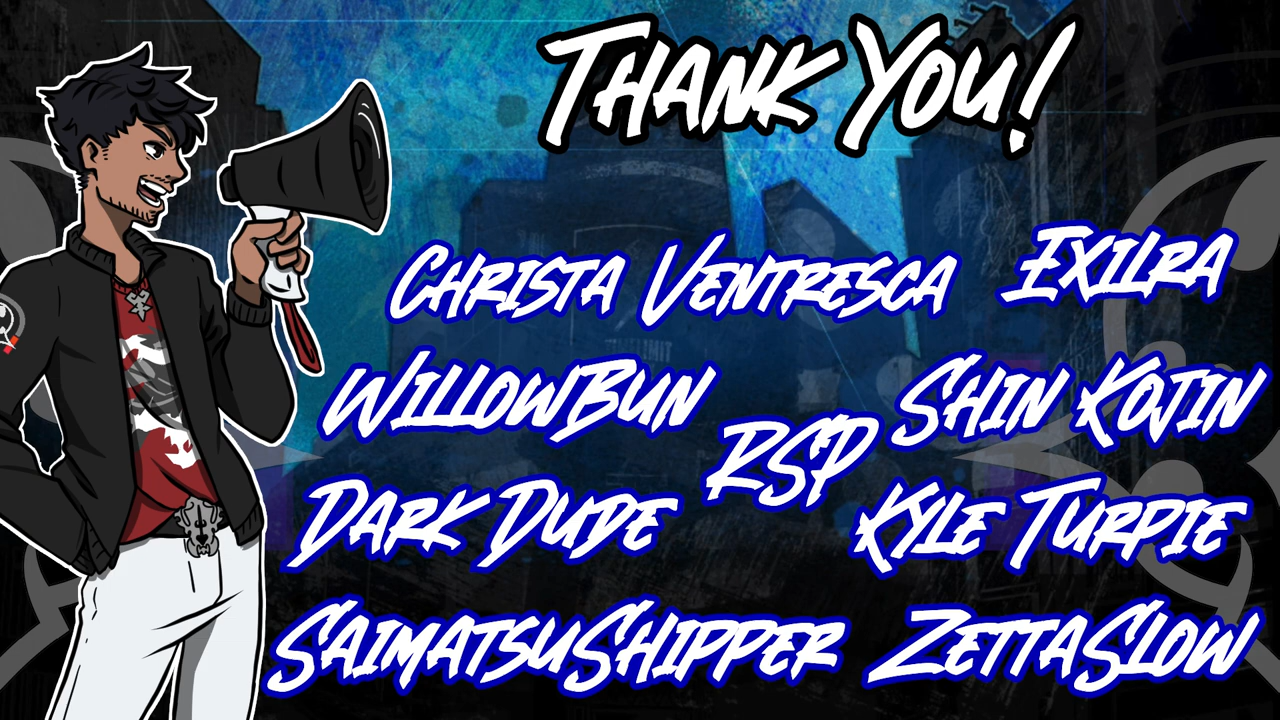 Thank You!
Christa Ventresca
Exilra
WillowBun
Shin Kojin
RSP
Dark Dude
Kyle Turpie
SaimatsuShipper
ZettaSlow